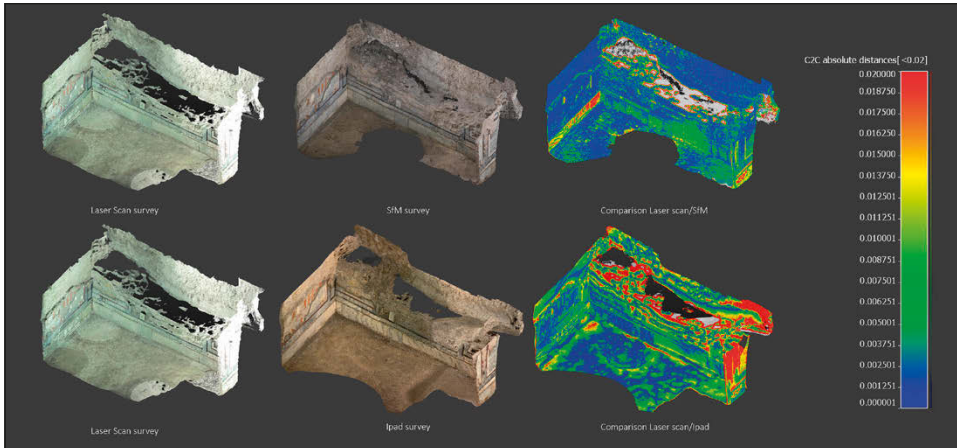 C2C absolute distances[ <0.02]
0.020000
0.018750
0.017500
0.016250
0.015000
0.013750
0.012501
0.011251
0.010001
0.008751
0.007501
0.006251
0.005001
0.003751
0.002501
0.001251
0.000001
Laser Scan survey
SfM survey
Comparison Laser scan/SfM
Laser Scan survey
Ipad survey
Comparison Laser scan/Ipad